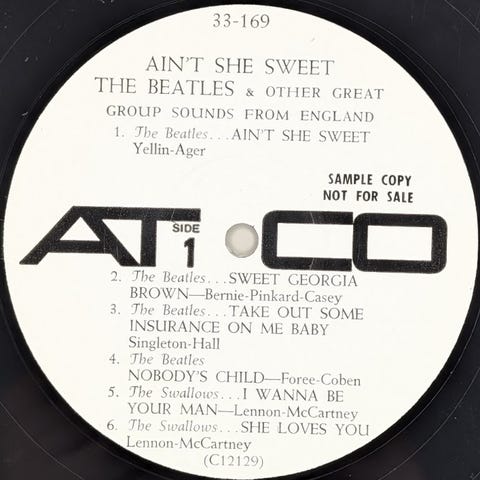 33-169
AIN'T SHE SWEET
THE BEATLES & OTHER GREAT
GROUP SOUNDS FROM ENGLAND
1. The Beatles...AIN'T SHE SWEET
Yellin-Ager
SAMPLE COPY
NOT FOR SALE
ATCO
SIDE
1
2. The Beatles...SWEET GEORGIA
BROWN—Bernie-Pinkard-Casey
3. The Beatles...TAKE OUT SOME
INSURANCE ON ME BABY
Singleton-Hall
4. The Beatles
NOBODY'S CHILD—Foree-Coben
5. The Swallows...I WANNA BE
YOUR MAN—Lennon-McCartney
6. The Swallows...SHE LOVES YOU
Lennon-McCartney
(C12129)